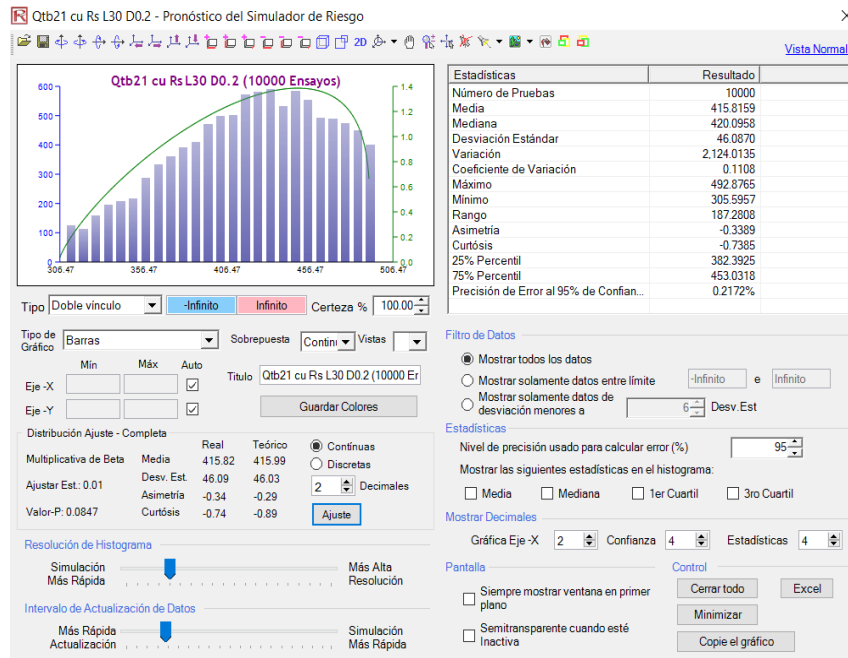 Qtb21 cu Rs L30 D0.2 - Pronóstico del Simulador de Riesgo
2D
Vista Normal
Qtb21 cu Rs L30 D0.2 (10000 Ensayos)
600
500
400
300
200
100
0
1.4
1.2
1.0
0.8
0.6
0.4
0.2
0.0
306.47 356.47 406.47 456.47 506.47
Tipo Doble vínculo -Infinito Infinito Certeza % 100.00
Tipo de Gráfico Barras Sobrepuesta Contini Vistas
Mín Máx Auto
Eje -X
Eje -Y
Titulo Qtb21 cu Rs L30 D0.2 (10000 Er
Guardar Colores
Distribución Ajuste - Completa
Real Teórico
Multiplicativa de Beta Media 415.82 415.99
Desv. Est. 46.09 46.03
Ajustar Est.: 0.01
Asimetría -0.34 -0.29
Valor-P: 0.0847 Curtósis -0.74 -0.89
Contínuas
Discretas
2 Decimales
Ajuste
Resolución de Histograma
Simulación Más Rápida
Más Alta Resolución
Intervalo de Actualización de Datos
Más Rápida Actualización
Simulación Más Rápida
Estadísticas Resultado
Número de Pruebas 10000
Media 415.8159
Mediana 420.0958
Desviación Estándar 46.0870
Variación 2,124.0135
Coeficiente de Variación 0.1108
Máximo 492.8765
Mínimo 305.5957
Rango 187.2808
Asimetría -0.3389
Curtósis -0.7385
25% Percentil 382.3925
75% Percentil 453.0318
Precisión de Error al 95% de Confian... 0.2172%
Filtro de Datos
Mostrar todos los datos
Mostrar solamente datos entre límite -Infinito e Infinito
Mostrar solamente datos de
desviación menores a 6 Desv.Est
Estadísticas
Nivel de precisión usado para calcular error (%) 95
Mostrar las siguientes estadísticas en el histograma:
Media Mediana 1er Cuartil 3ro Cuartil
Mostrar Decimales
Gráfica Eje -X 2 Confianza 4 Estadísticas 4
Pantalla
Siempre mostrar ventana en primer
plano
Semitransparente cuando esté
Inactiva
Control
Cerrar todo Excel
Minimizar
Copie el gráfico